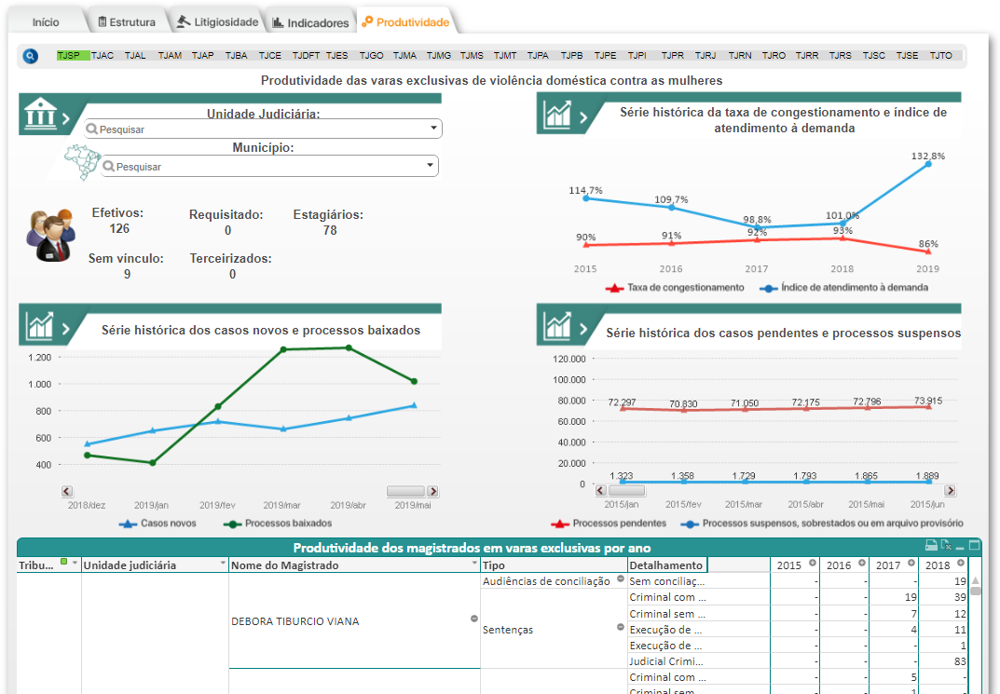 Início
Estrutura
Litigiosidade
Indicadores
Produtividade
TJSP TJAC TJAL TJAM TJAP TJBA TJCE TJDFT TJES TJGO TJMA TJMG TJMS TJMT TJPA TJPB TJPE TJPI TJPR TJRJ TJRN TJRO TJRR TJRS TJSC TJSE TJTO
Produtividade das varas exclusivas de violência doméstica contra as mulheres
Unidade Judiciária:
Pesquisar
Município:
Pesquisar
Efetivos:
126
Requisitado:
0
Estagiários:
78
Sem vínculo:
9
Terceirizados:
0
Série histórica da taxa de congestionamento e índice de
atendimento à demanda
132,8%
114,7%
109,7%
98,8%
101,0%
90%
91%
92%
93%
86%
2015 2016 2017 2018 2019
Taxa de congestionamento
Índice de atendimento à demanda
Série histórica dos casos novos e processos baixados
1.200
1.000
800
600
400
2018/dez 2019/jan 2019/fev 2019/mar 2019/abr 2019/mai
Casos novos
Processos baixados
Série histórica dos casos pendentes e processos suspensos
120.000
100.000
80.000
60.000
40.000
20.000
0
72.297 70.830 71.050 72.175 72.796 73.915
1.323 1.358 1.729 1.793 1.865 1.889
2015/jan 2015/fev 2015/mar 2015/abr 2015/mai 2015/jun
Processos pendentes
Processos suspensos, sobrestados ou em arquivo provisório
Produtividade dos magistrados em varas exclusivas por ano
Tribu... Unidade judiciária Nome do Magistrado Tipo Detalhamento 2015 2016 2017 2018
Audiências de conciliação Sem conciliaç... - - - 19
Criminal com ... - - 19 39
Criminal sem ... - - 7 12
DEBORA TIBURCIO VIANA
Sentenças
Execução de ... - - 4 11
Execução de ... - - - 1
Judicial Crimi... - - - 83
Criminal com ... - - 5 -
Criminal sem ... - - 1 -